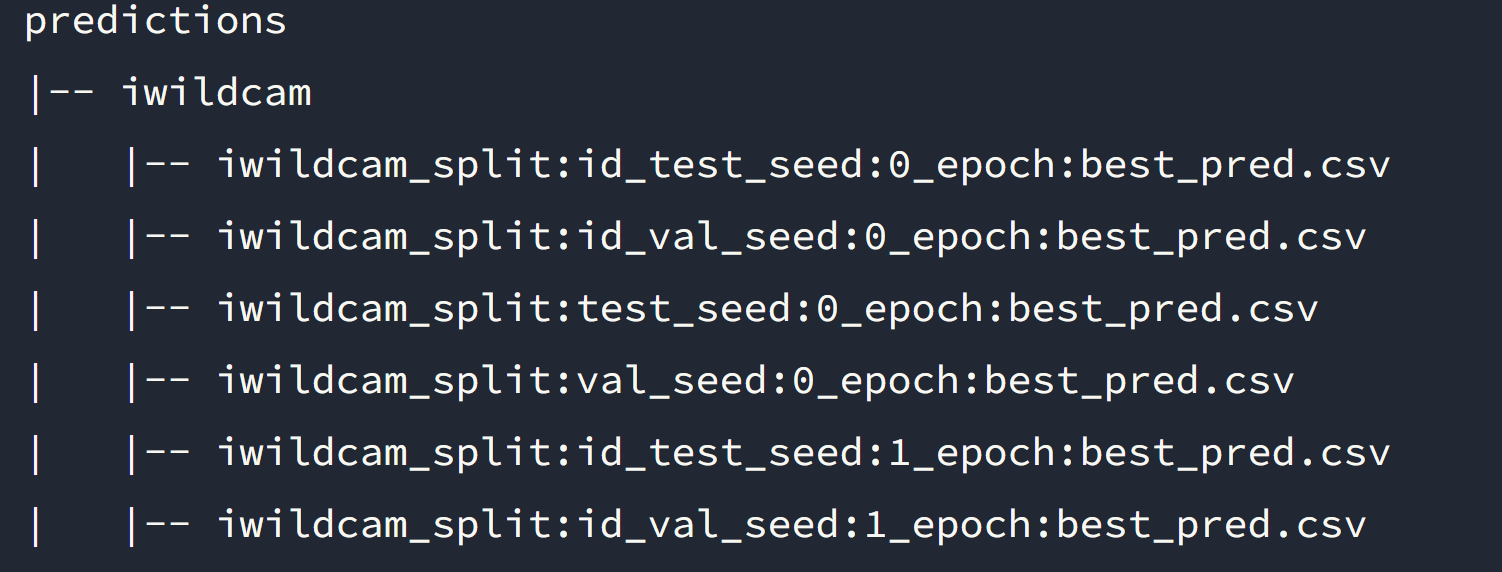 predictions
|-- iwildcam
|   |-- iwildcam_split:id_test_seed:0_epoch:best_pred.csv
|   |-- iwildcam_split:id_val_seed:0_epoch:best_pred.csv
|   |-- iwildcam_split:test_seed:0_epoch:best_pred.csv
|   |-- iwildcam_split:val_seed:0_epoch:best_pred.csv
|   |-- iwildcam_split:id_test_seed:1_epoch:best_pred.csv
|   |-- iwildcam_split:id_val_seed:1_epoch:best_pred.csv